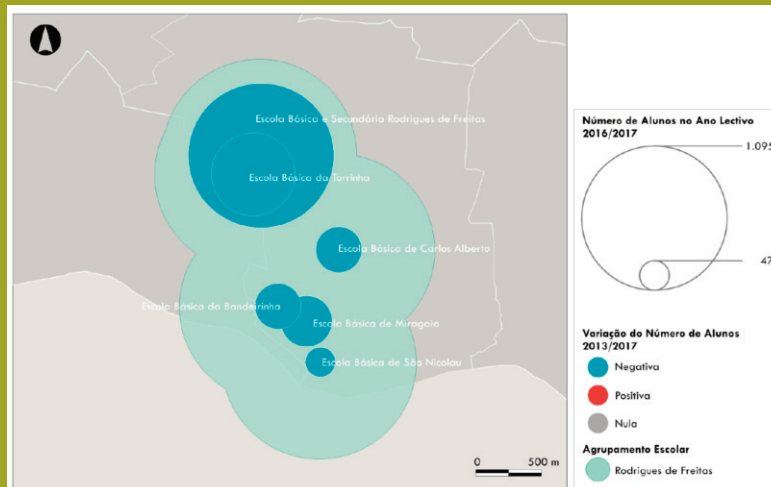 Escola Básica e Secundária Rodrigues de Freitas
Escola Básica da Torrinha
Escola Básica de Carlos Alberto
Escola Básica da Bandeirinha
Escola Básica de Miragaia
Escola Básica de São Nicolau
0 500 m
Número de Alunos no Ano Lectivo
2016/2017
1.095
47
Variação do Número de Alunos
2013/2017
Negativa
Positiva
Nula
Agrupamento Escolar
Rodrigues de Freitas